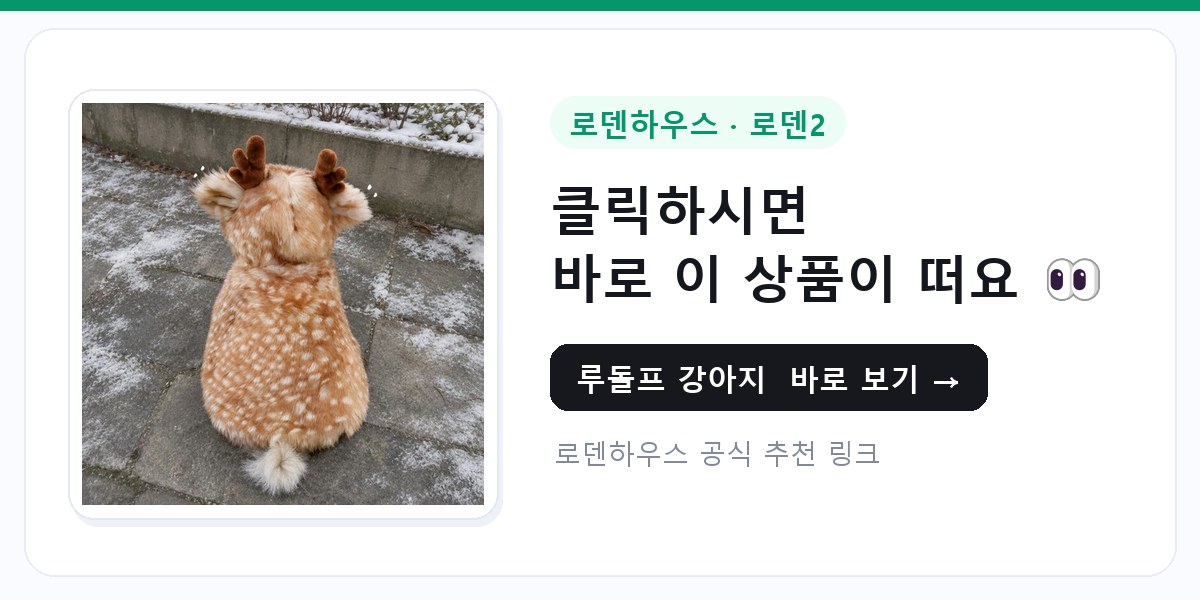 로덴하우스 · 로덴2
클릭하시면
바로 이 상품이 떠요 👀
루돌프 강아지 바로 보기 →
로덴하우스 공식 추천 링크